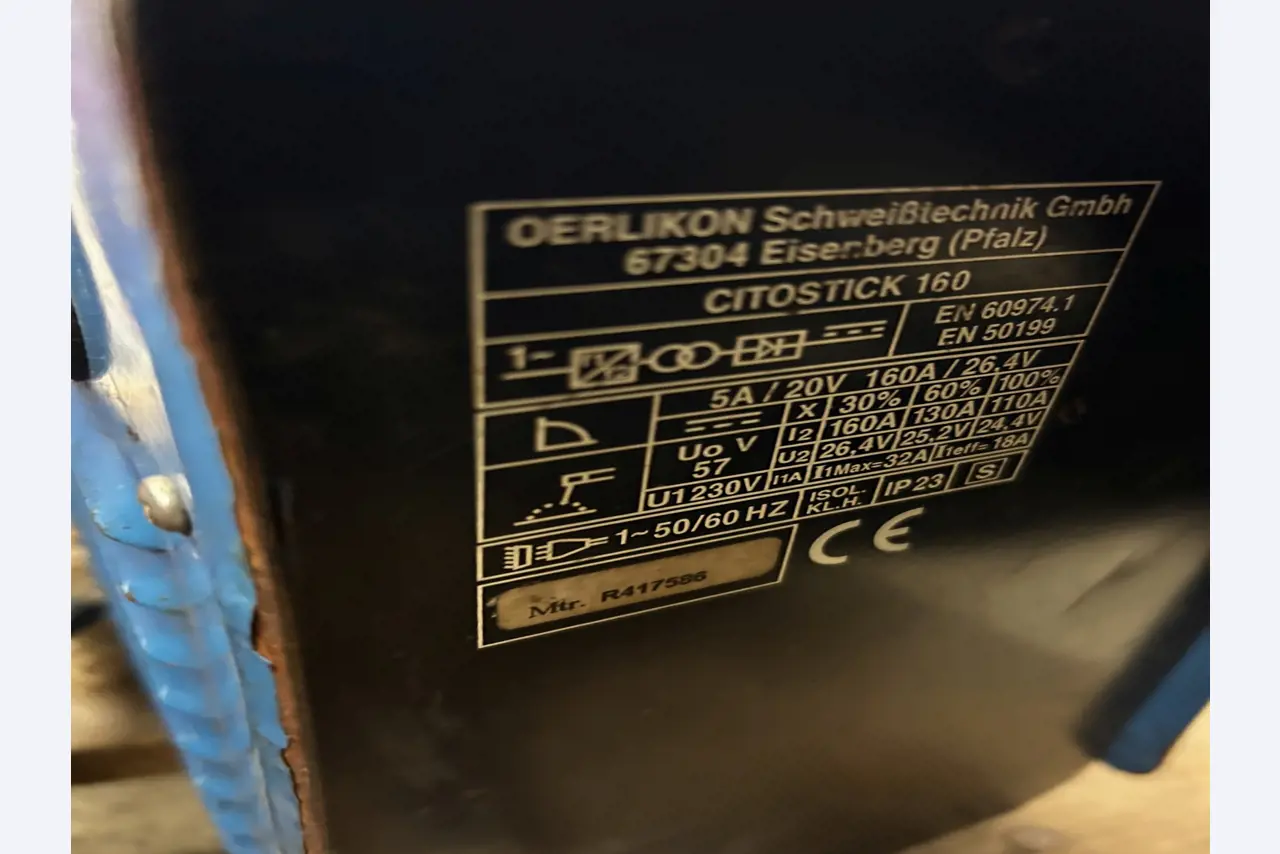 OERLIKON Schweißtechnik Gmbh
67304 Eisenberg (Pfalz)
CITOSTICK 160
1~
EN 60974.1
EN 50199
5A / 20V 160A / 26,4V
X 30% 60% 100%
Uo V
57
I2 160A 130A 110A
U2 26,4V 25,2V 24,4V
U1 230V I1A I1Max=32A I1eff=18A
1~50/60 HZ ISOL. KL.H. IP 23 S
Mtr. R417586
CE